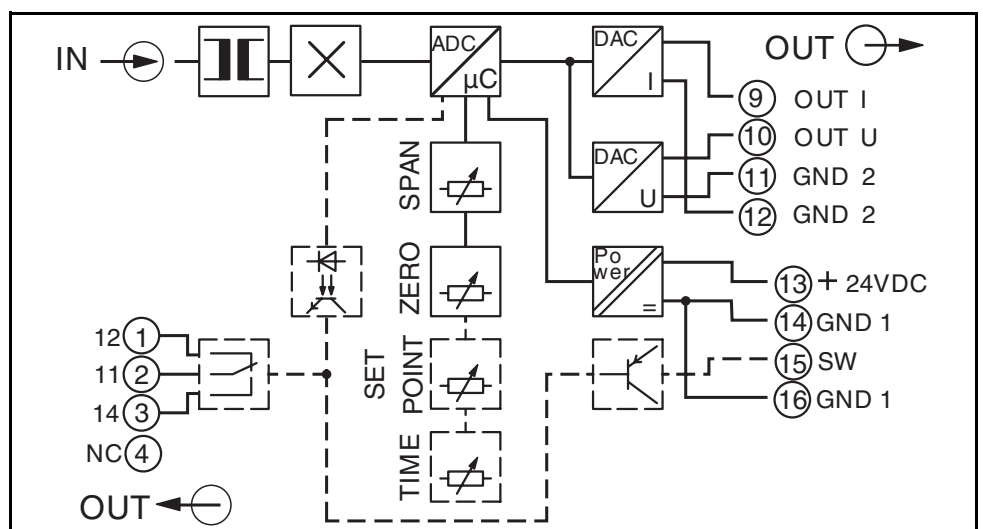 IN
ADC
µC
DAC
I
OUT
9 OUT I
10 OUT U
11 GND 2
12 GND 2
DAC
U
SPAN
ZERO
SET
POINT
TIME
Po
wer
=
13 + 24VDC
14 GND 1
15 SW
16 GND 1
12 1
11 2
14 3
NC 4
OUT